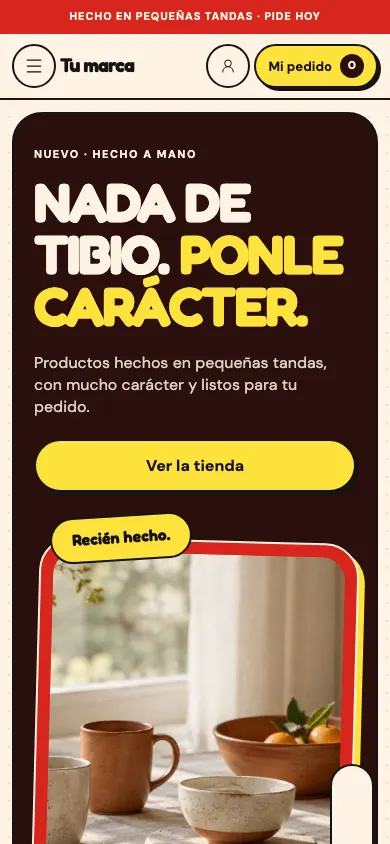 HECHO EN PEQUEÑAS TANDAS · PIDE HOY
Tu marca
Mi pedido 0
NUEVO · HECHO A MANO
NADA DE
TIBIO. PONLE
CARÁCTER.
Productos hechos en pequeñas tandas,
con mucho carácter y listos para tu
pedido.
Ver la tienda
Recién hecho.